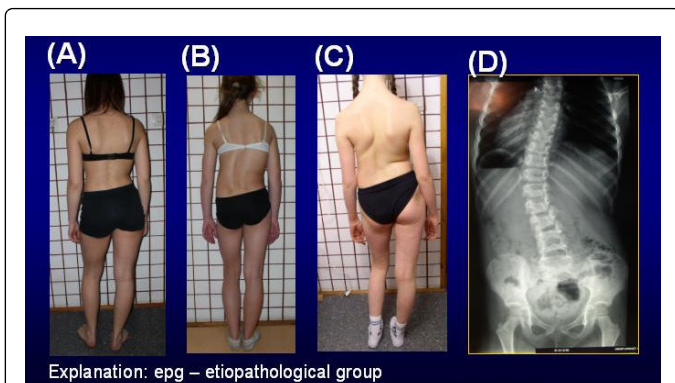 (A)
(B)
(C)
(D)
Explanation: epg – etiopathological group